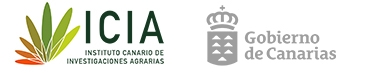 ICIA
INSTITUTO CANARIO DE
INVESTIGACIONES AGRARIAS
Gobierno
de Canarias